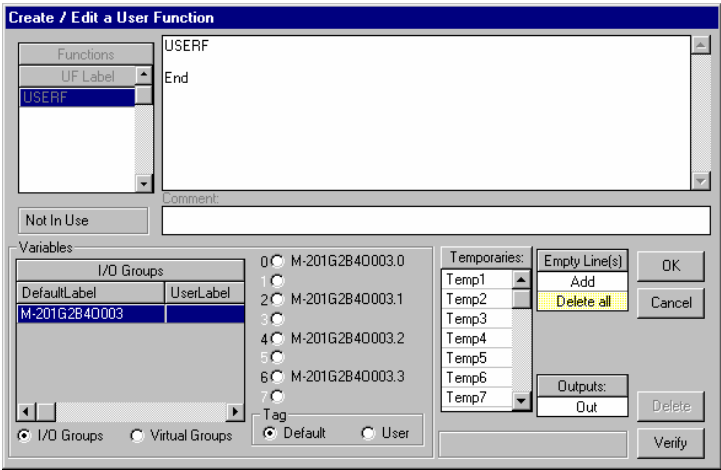 Create / Edit a User Function
Functions
UF Label
USERF
USERF
End
Not In Use
Comment:
Variables
I/O Groups
DefaultLabel UserLabel
M-201G2B4O003
I/O Groups Virtual Groups
0 M-201G2B4O003.0
1
2 M-201G2B4O003.1
3
4 M-201G2B4O003.2
5
6 M-201G2B4O003.3
7
Tag
Default User
Temporaries:
Temp1
Temp2
Temp3
Temp4
Temp5
Temp6
Temp7
Empty Line(s)
Add
Delete all
Outputs:
Out
OK
Cancel
Delete
Verify